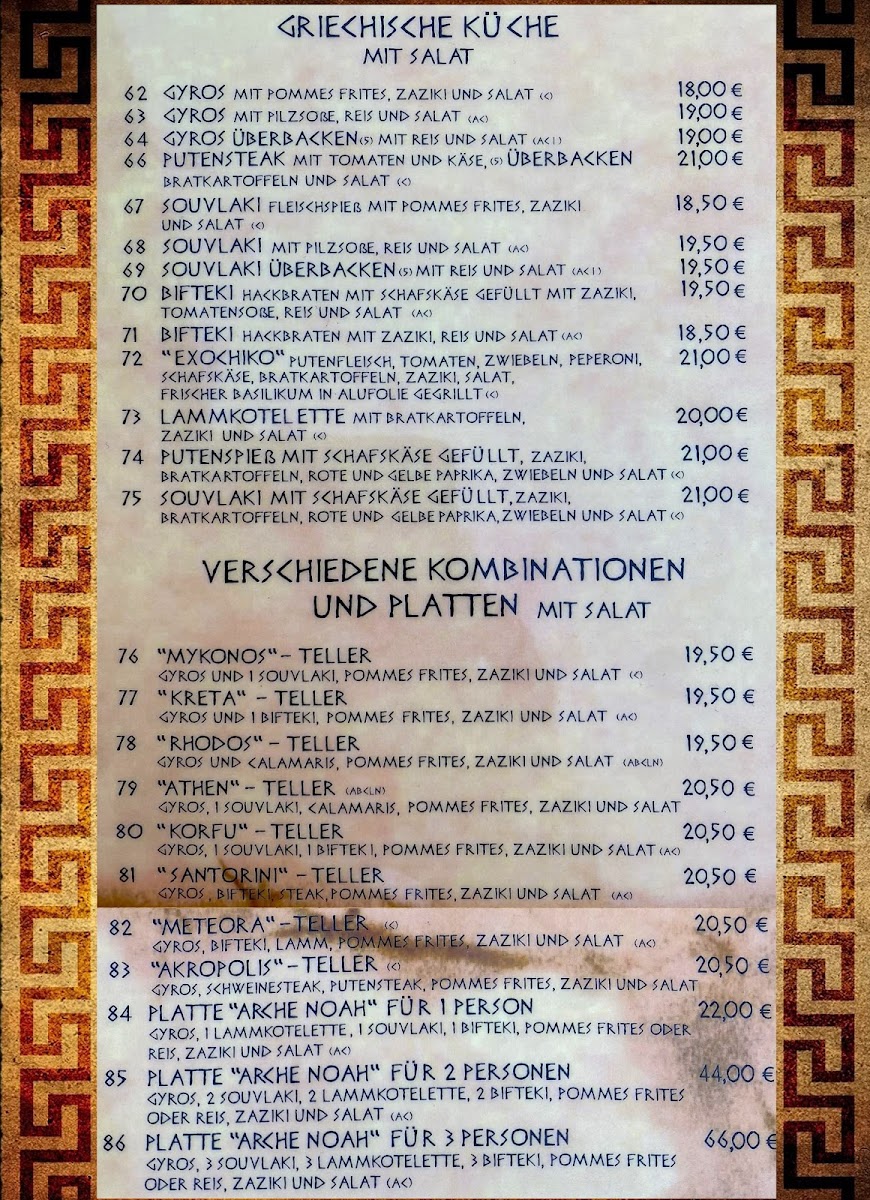 GRIECHISCHE KÜCHE
MIT SALAT
62 GYROS MIT POMMES FRITES, ZAZIKI UND SALAT (C) 18,00 €
63 GYROS MIT PILZSOßE, REIS UND SALAT (AC) 19,00 €
64 GYROS ÜBERBACKEN (5) MIT REIS UND SALAT (AC1) 19,00 €
66 PUTENSTEAK MIT TOMATEN UND KÄSE, (5) ÜBERBACKEN 21,00 €
BRATKARTOFFELN UND SALAT (C)
67 SOUVLAKI FLEISCHSPIEß MIT POMMES FRITES, ZAZIKI 18,50 €
UND SALAT (C)
68 SOUVLAKI MIT PILZSOßE, REIS UND SALAT (AC) 19,50 €
69 SOUVLAKI ÜBERBACKEN (5) MIT REIS UND SALAT (AC1) 19,50 €
70 BIFTEKI HACKBRATEN MIT SCHAFSKÄSE GEFÜLLT MIT ZAZIKI, 19,50 €
TOMATENSOßE, REIS UND SALAT (AC)
71 BIFTEKI HACKBRATEN MIT ZAZIKI, REIS UND SALAT (AC) 18,50 €
72 "EXOCHIKO" PUTENFLEISCH, TOMATEN, ZWIEBELN, PEPERONI, 21,00 €
SCHAFSKÄSE, BRATKARTOFFELN, ZAZIKI, SALAT,
FRISCHER BASILIKUM IN ALUFOLIE GEGRILLT (C)
73 LAMMKOTELETTE MIT BRATKARTOFFELN, 20,00 €
ZAZIKI UND SALAT (C)
74 PUTENSPIEß MIT SCHAFSKÄSE GEFÜLLT, ZAZIKI, 21,00 €
BRATKARTOFFELN, ROTE UND GELBE PAPRIKA, ZWIEBELN UND SALAT (C)
75 SOUVLAKI MIT SCHAFSKÄSE GEFÜLLT, ZAZIKI, 21,00 €
BRATKARTOFFELN, ROTE UND GELBE PAPRIKA, ZWIEBELN UND SALAT (C)
VERSCHIEDENE KOMBINATIONEN
UND PLATTEN MIT SALAT
76 "MYKONOS" – TELLER 19,50 €
GYROS UND 1 SOUVLAKI, POMMES FRITES, ZAZIKI UND SALAT (C)
77 "KRETA" – TELLER 19,50 €
GYROS UND 1 BIFTEKI, POMMES FRITES, ZAZIKI UND SALAT (AC)
78 "RHODOS" – TELLER 19,50 €
GYROS UND CALAMARIS, POMMES FRITES, ZAZIKI UND SALAT (ABCLN)
79 "ATHEN" – TELLER (ABCLN) 20,50 €
GYROS, 1 SOUVLAKI, CALAMARIS, POMMES FRITES, ZAZIKI UND SALAT
80 "KORFU" – TELLER 20,50 €
GYROS, 1 SOUVLAKI, 1 BIFTEKI, POMMES FRITES, ZAZIKI UND SALAT (AC)
81 "SANTORINI" – TELLER 20,50 €
GYROS, BIFTEKI, STEAK, POMMES FRITES, ZAZIKI UND SALAT (AC)
82 "METEORA" – TELLER (C) 20,50 €
GYROS, BIFTEKI, LAMM, POMMES FRITES, ZAZIKI UND SALAT (AC)
83 "AKROPOLIS" – TELLER (C) 20,50 €
GYROS, SCHWEINESTEAK, PUTENSTEAK, POMMES FRITES, ZAZIKI UND SALAT
84 PLATTE "ARCHE NOAH" FÜR 1 PERSON 22,00 €
GYROS, 1 LAMMKOTELETTE, 1 SOUVLAKI, 1 BIFTEKI, POMMES FRITES ODER
REIS, ZAZIKI UND SALAT (AC)
85 PLATTE "ARCHE NOAH" FÜR 2 PERSONEN 44,00 €
GYROS, 2 SOUVLAKI, 2 LAMMKOTELETTE, 2 BIFTEKI, POMMES FRITES
ODER REIS, ZAZIKI UND SALAT (AC)
86 PLATTE "ARCHE NOAH" FÜR 3 PERSONEN 66,00 €
GYROS, 3 SOUVLAKI, 3 LAMMKOTELETTE, 3 BIFTEKI, POMMES FRITES
ODER REIS, ZAZIKI UND SALAT (AC)